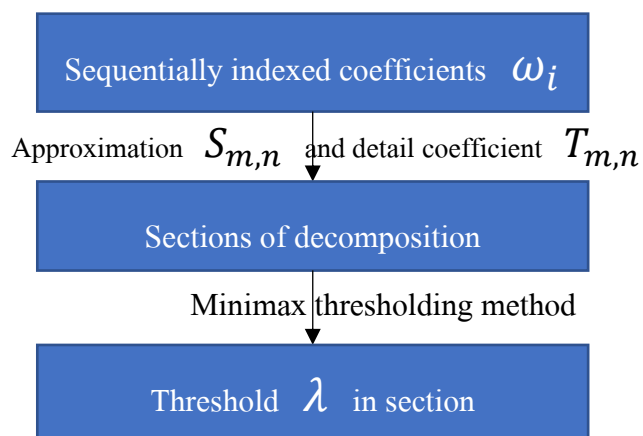 Sequentially indexed coefficients ω𝑖
Approximation S𝑚,𝑛 and detail coefficient T𝑚,𝑛
Sections of decomposition
Minimax thresholding method
Threshold λ in section